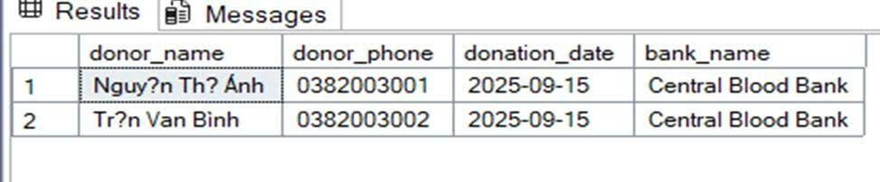 Results Messages
donor_name donor_phone donation_date bank_name
1 Nguy?n Th? Ánh 0382003001 2025-09-15 Central Blood Bank
2 Tr?n Van Bình 0382003002 2025-09-15 Central Blood Bank